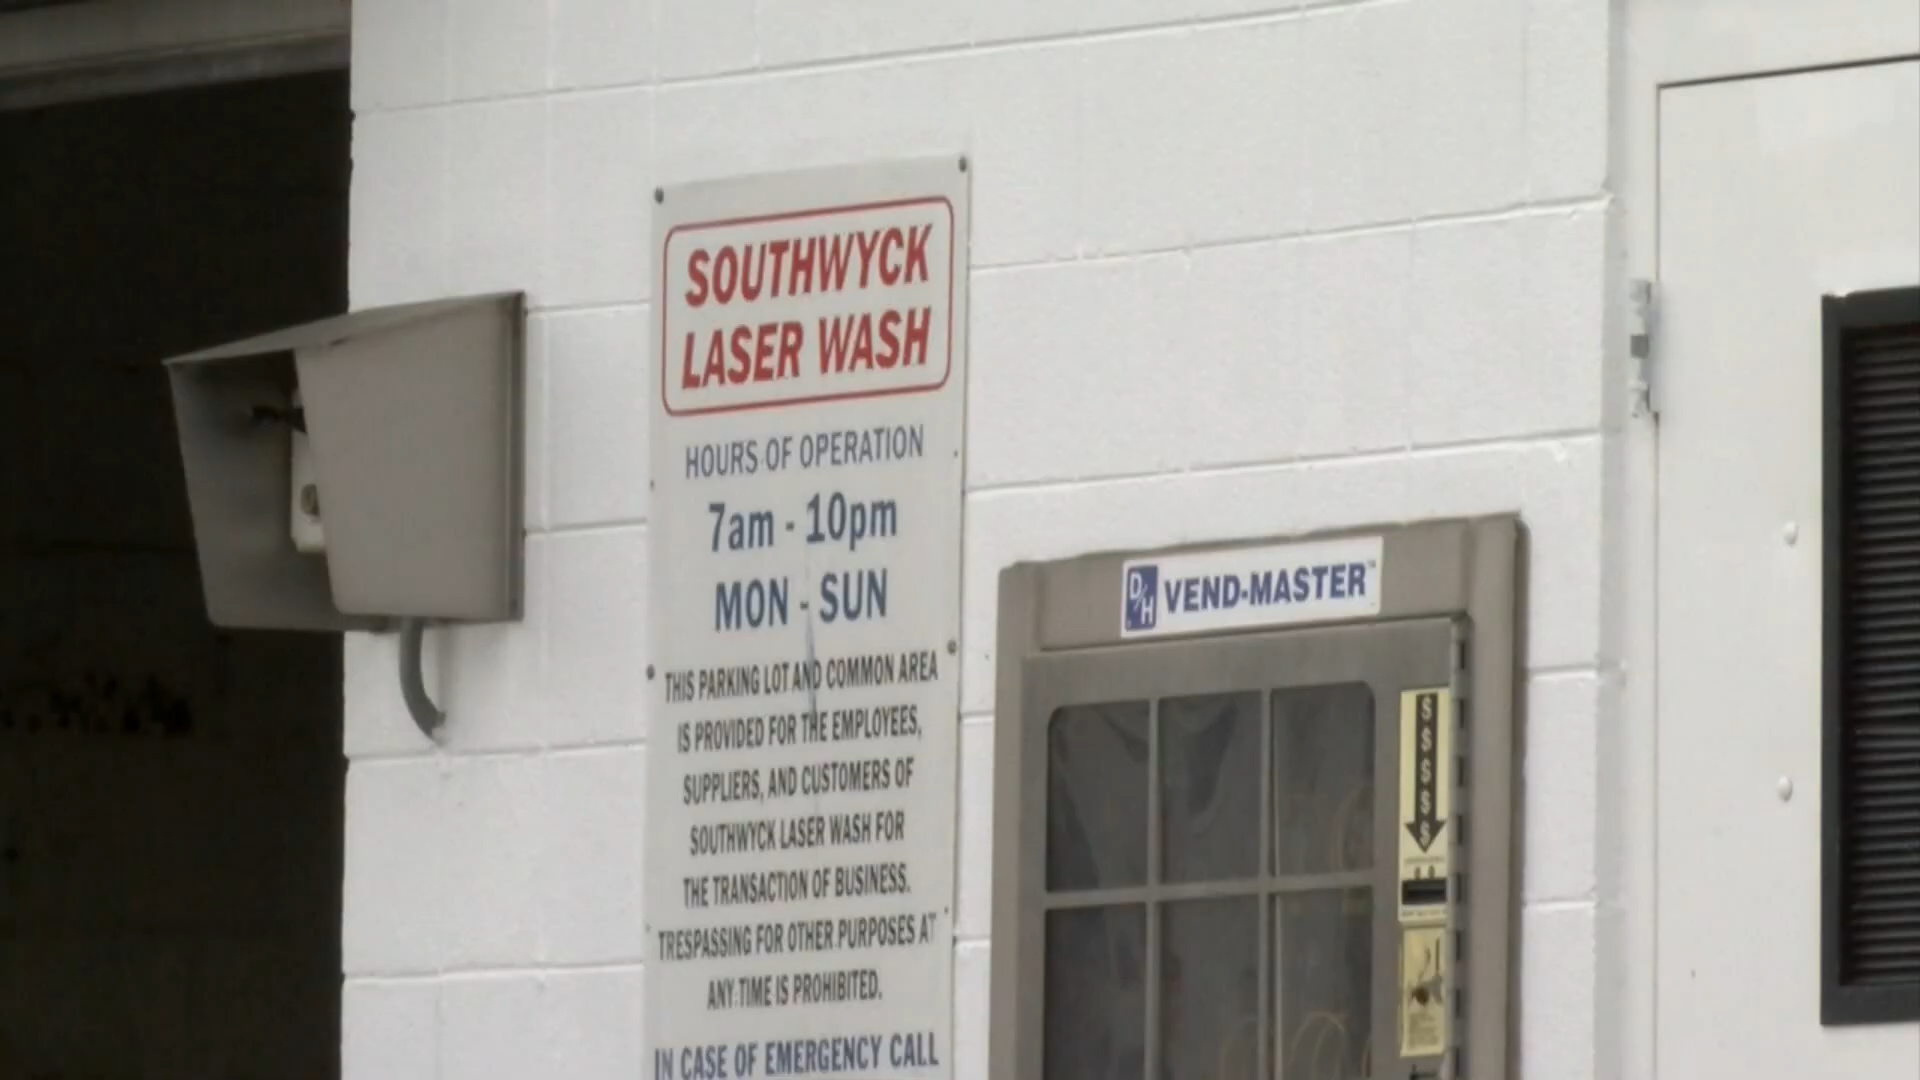 SOUTHWYCK
LASER WASH
HOURS OF OPERATION
7am - 10pm
MON - SUN
THIS PARKING LOT AND COMMON AREA
IS PROVIDED FOR THE EMPLOYEES,
SUPPLIERS, AND CUSTOMERS OF
SOUTHWYCK LASER WASH FOR
THE TRANSACTION OF BUSINESS.
TRESPASSING FOR OTHER PURPOSES AT
ANY TIME IS PROHIBITED.
IN CASE OF EMERGENCY CALL
D/H VEND-MASTER™
$
$
$
$
$